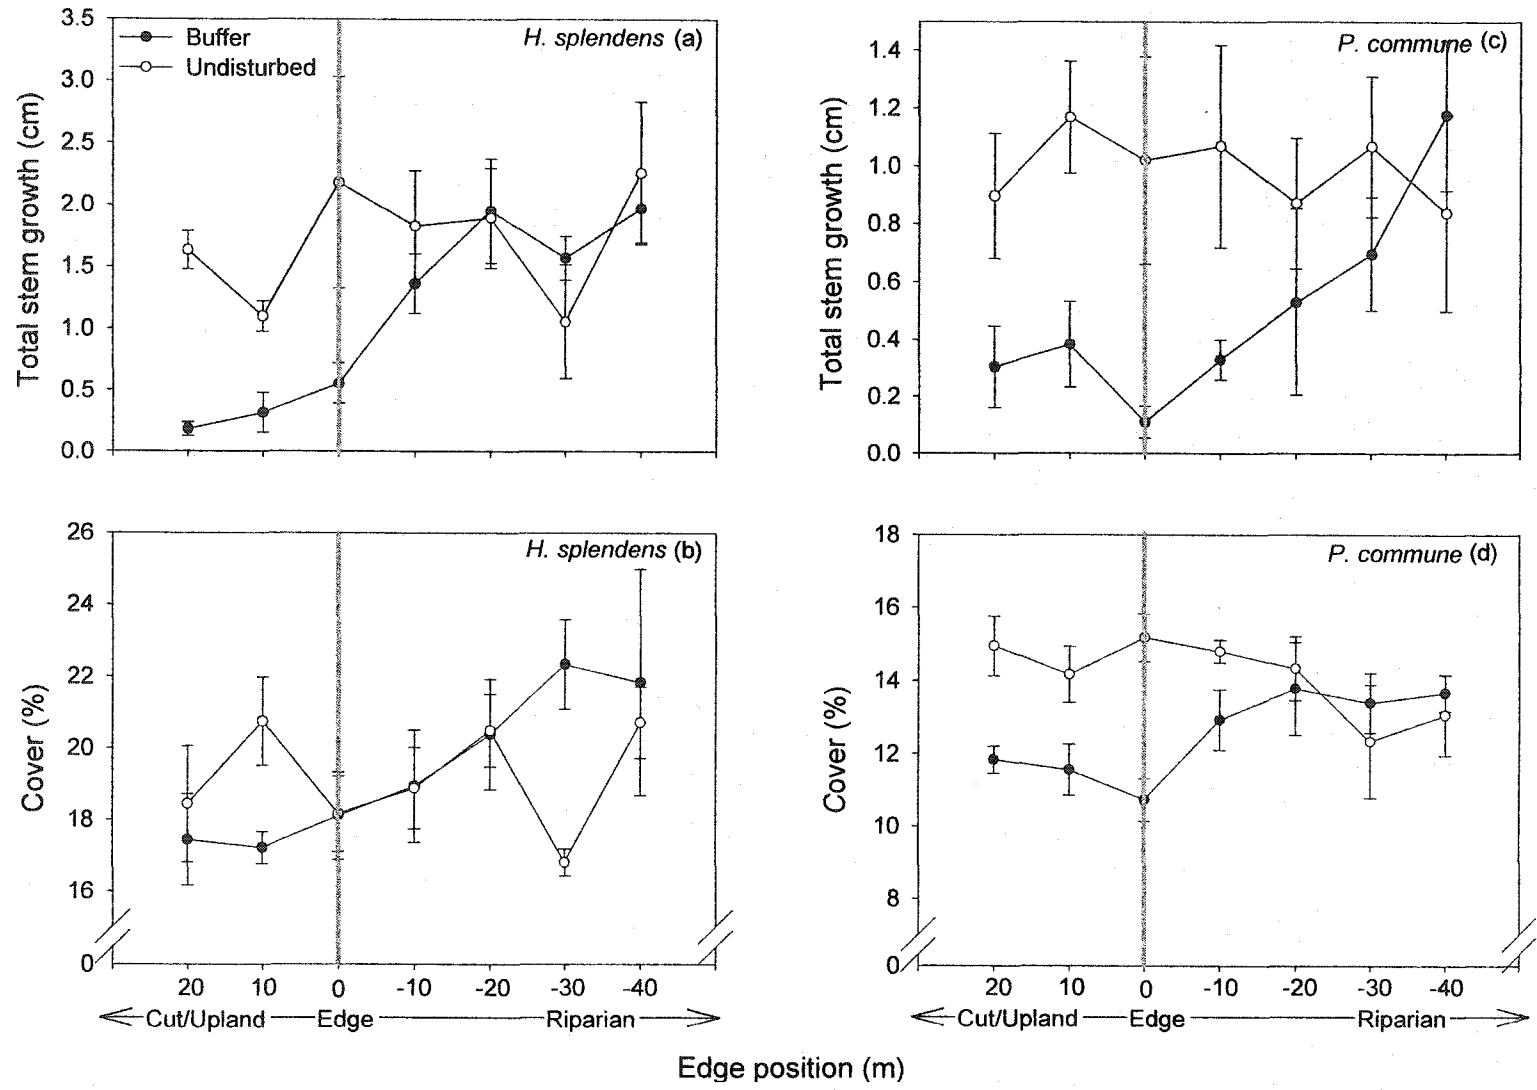 3.5
3.0
2.5
2.0
1.5
1.0
0.5
0.0
Total stem growth (cm)
Buffer
Undisturbed
H. splendens (a)
1.4
1.2
1.0
0.8
0.6
0.4
0.2
0.0
Total stem growth (cm)
P. commune (c)
26
24
22
20
18
16
0
Cover (%)
H. splendens (b)
20 10 0 -10 -20 -30 -40
Cut/Upland Edge Riparian
18
16
14
12
10
8
0
Cover (%)
P. commune (d)
20 10 0 -10 -20 -30 -40
Cut/Upland Edge Riparian
Edge position (m)